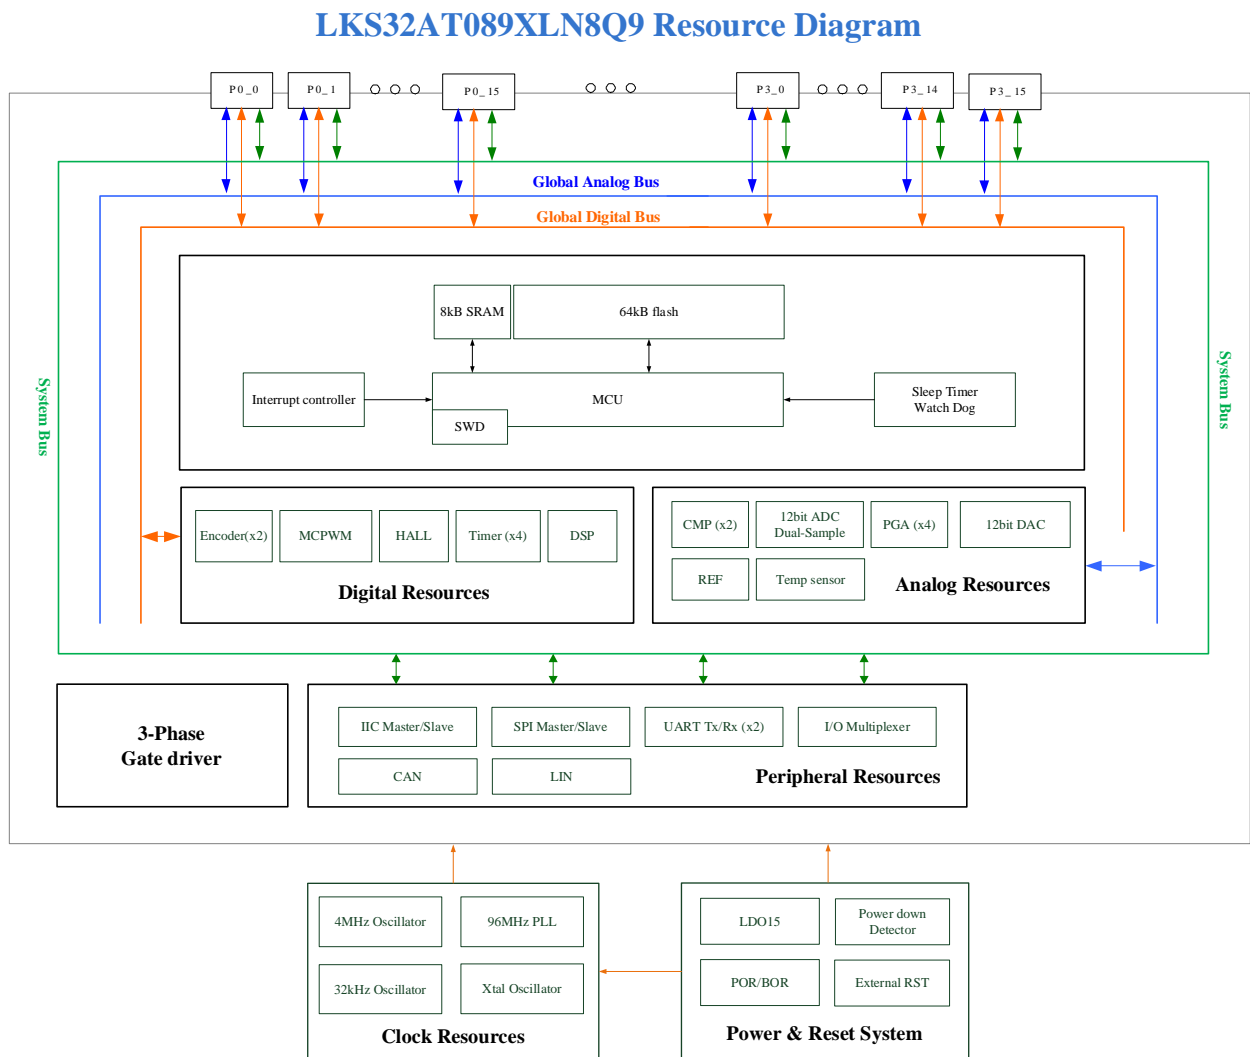 LKS32AT089XLN8Q9 Resource Diagram
P0_0
P0_1
P0_15
P3_0
P3_14
P3_15
Global Analog Bus
Global Digital Bus
System Bus
System Bus
8kB SRAM
64kB flash
Interrupt controller
MCU
SWD
Sleep Timer
Watch Dog
Encoder(x2)
MCPWM
HALL
Timer (x4)
DSP
Digital Resources
CMP (x2)
12bit ADC
Dual-Sample
PGA (x4)
12bit DAC
REF
Temp sensor
Analog Resources
3-Phase
Gate driver
IIC Master/Slave
SPI Master/Slave
UART Tx/Rx (x2)
I/O Multiplexer
CAN
LIN
Peripheral Resources
4MHz Oscillator
96MHz PLL
32kHz Oscillator
Xtal Oscillator
Clock Resources
LDO15
Power down
Detector
POR/BOR
External RST
Power & Reset System